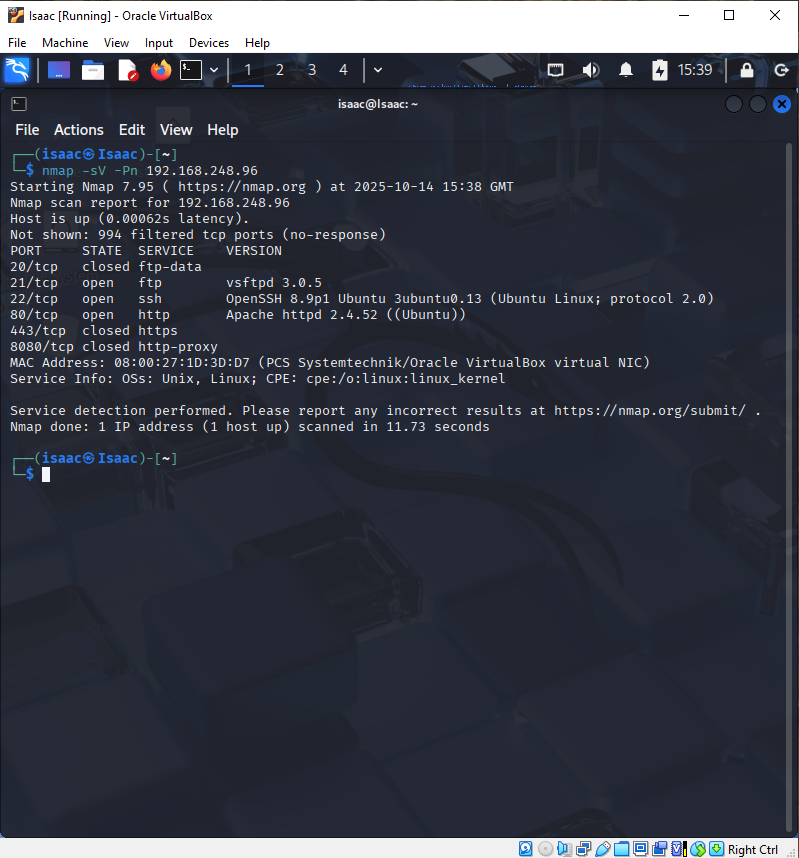 Isaac [Running] - Oracle VirtualBox
File Machine View Input Devices Help
1 2 3 4 15:39
isaac@Isaac: ~
File Actions Edit View Help
┌──(isaac㉿Isaac)-[~]
└─$ nmap -sV -Pn 192.168.248.96
Starting Nmap 7.95 ( https://nmap.org ) at 2025-10-14 15:38 GMT
Nmap scan report for 192.168.248.96
Host is up (0.00062s latency).
Not shown: 994 filtered tcp ports (no-response)
PORT     STATE  SERVICE    VERSION
20/tcp   closed ftp-data
21/tcp   open   ftp        vsftpd 3.0.5
22/tcp   open   ssh        OpenSSH 8.9p1 Ubuntu 3ubuntu0.13 (Ubuntu Linux; protocol 2.0)
80/tcp   open   http       Apache httpd 2.4.52 ((Ubuntu))
443/tcp  closed https
8080/tcp closed http-proxy
MAC Address: 08:00:27:1D:3D:D7 (PCS Systemtechnik/Oracle VirtualBox virtual NIC)
Service Info: OSs: Unix, Linux; CPE: cpe:/o:linux:linux_kernel
Service detection performed. Please report any incorrect results at https://nmap.org/submit/ .
Nmap done: 1 IP address (1 host up) scanned in 11.73 seconds
┌──(isaac㉿Isaac)-[~]
└─$
Right Ctrl